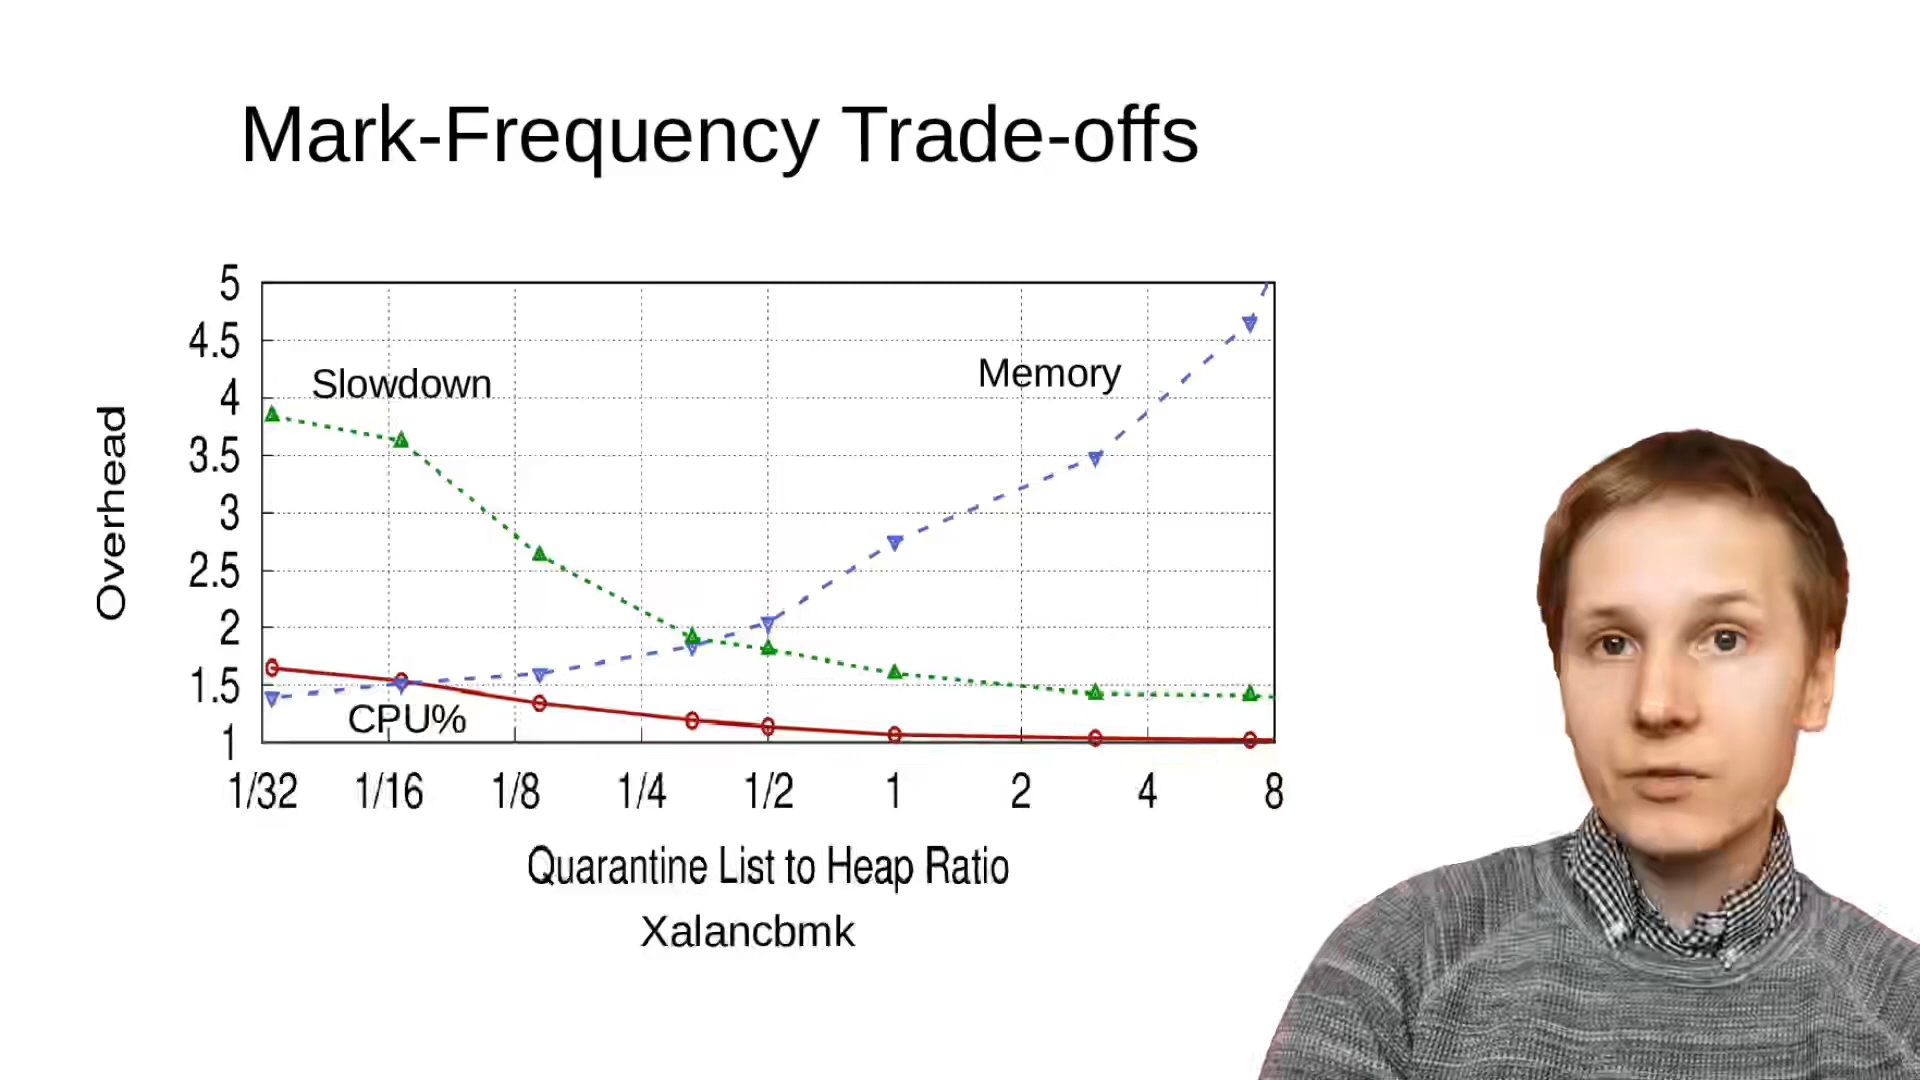 Mark-Frequency Trade-offs
5
4.5
4
3.5
3
2.5
2
1.5
1
Overhead
Slowdown
Memory
CPU%
1/32 1/16 1/8 1/4 1/2 1 2 4 8
Quarantine List to Heap Ratio
Xalancbmk